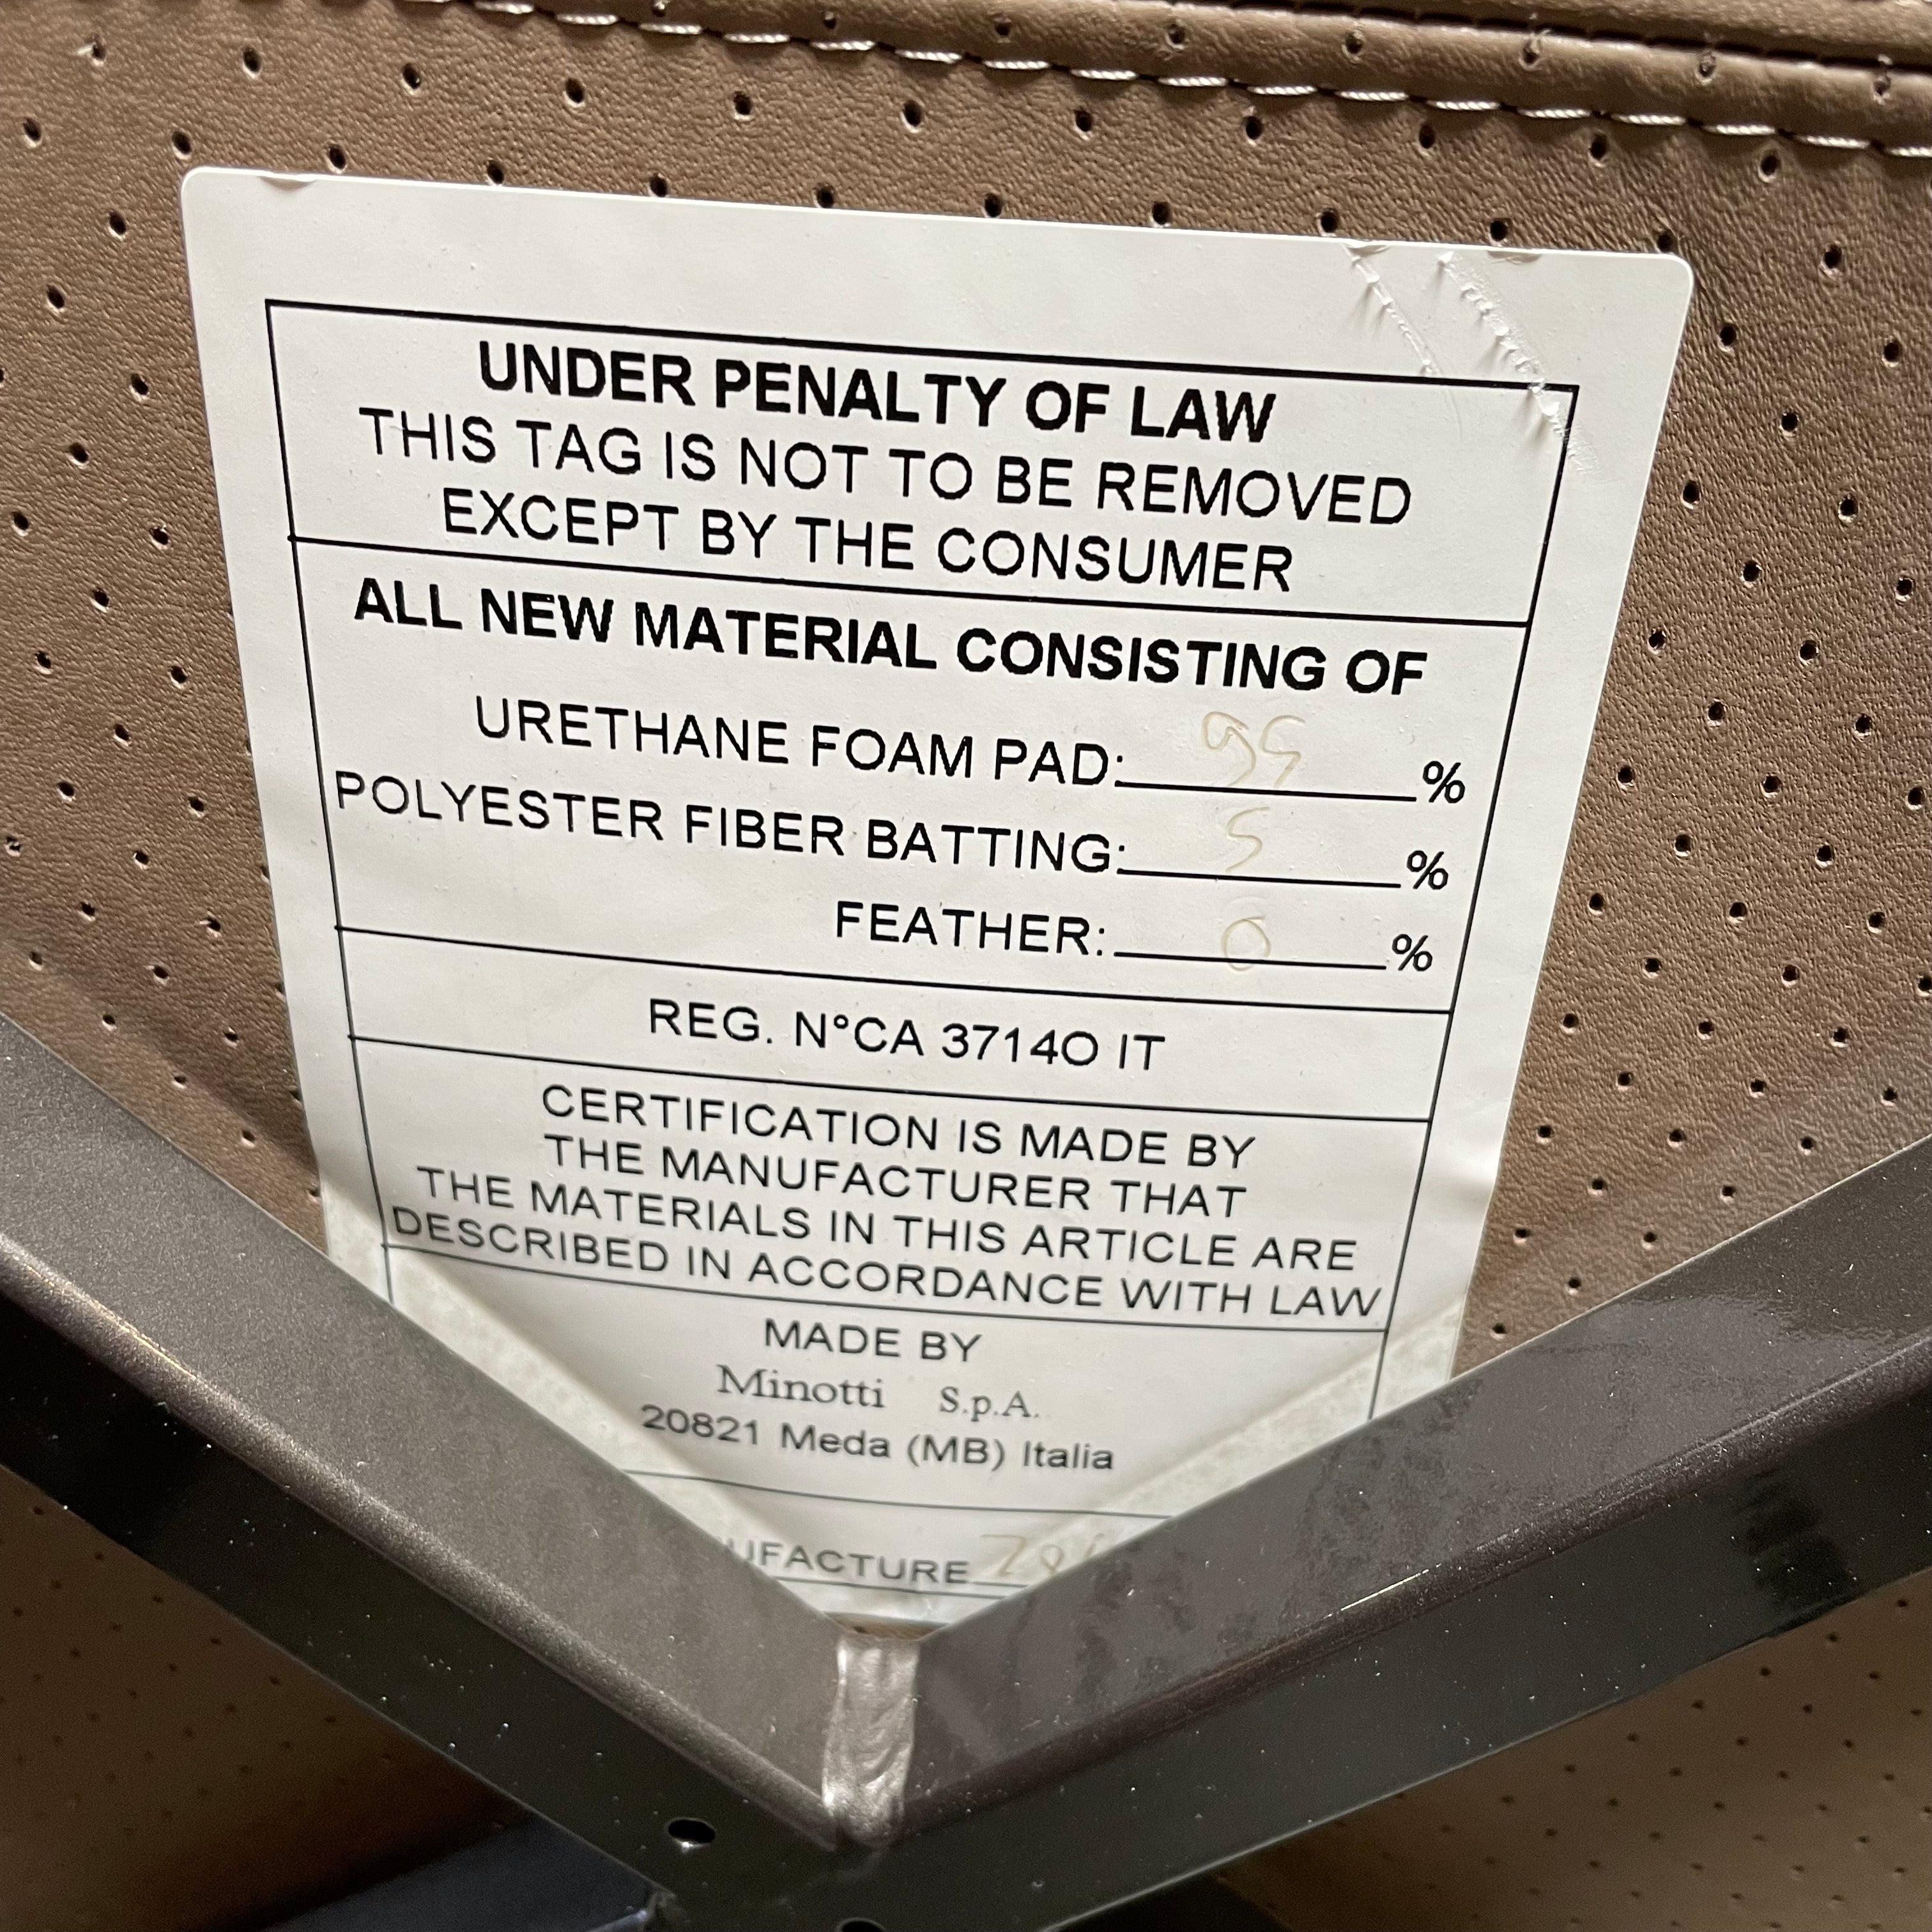 UNDER PENALTY OF LAW
THIS TAG IS NOT TO BE REMOVED
EXCEPT BY THE CONSUMER
ALL NEW MATERIAL CONSISTING OF
URETHANE FOAM PAD: 95 %
POLYESTER FIBER BATTING: 5 %
FEATHER: 0 %
REG. N°CA 37140 IT
CERTIFICATION IS MADE BY
THE MANUFACTURER THAT
THE MATERIALS IN THIS ARTICLE ARE
DESCRIBED IN ACCORDANCE WITH LAW
MADE BY
Minotti S.p.A.
20821 Meda (MB) Italia
UFACTURE